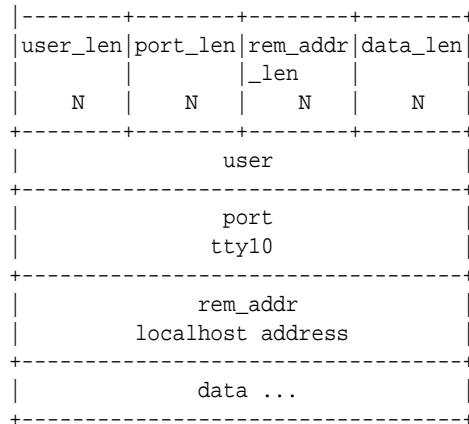 |--------+--------+--------+--------+
|user_len|port_len|rem_addr|data_len|
|        |        |_len    |        |
|   N    |   N    |   N    |   N    |
+--------+--------+--------+--------+
|                user               |
+-----------------------------------+
|                port               |
|               tty10               |
+-----------------------------------+
|              rem_addr             |
|         localhost address         |
+-----------------------------------+
|              data ...             |
+-----------------------------------+